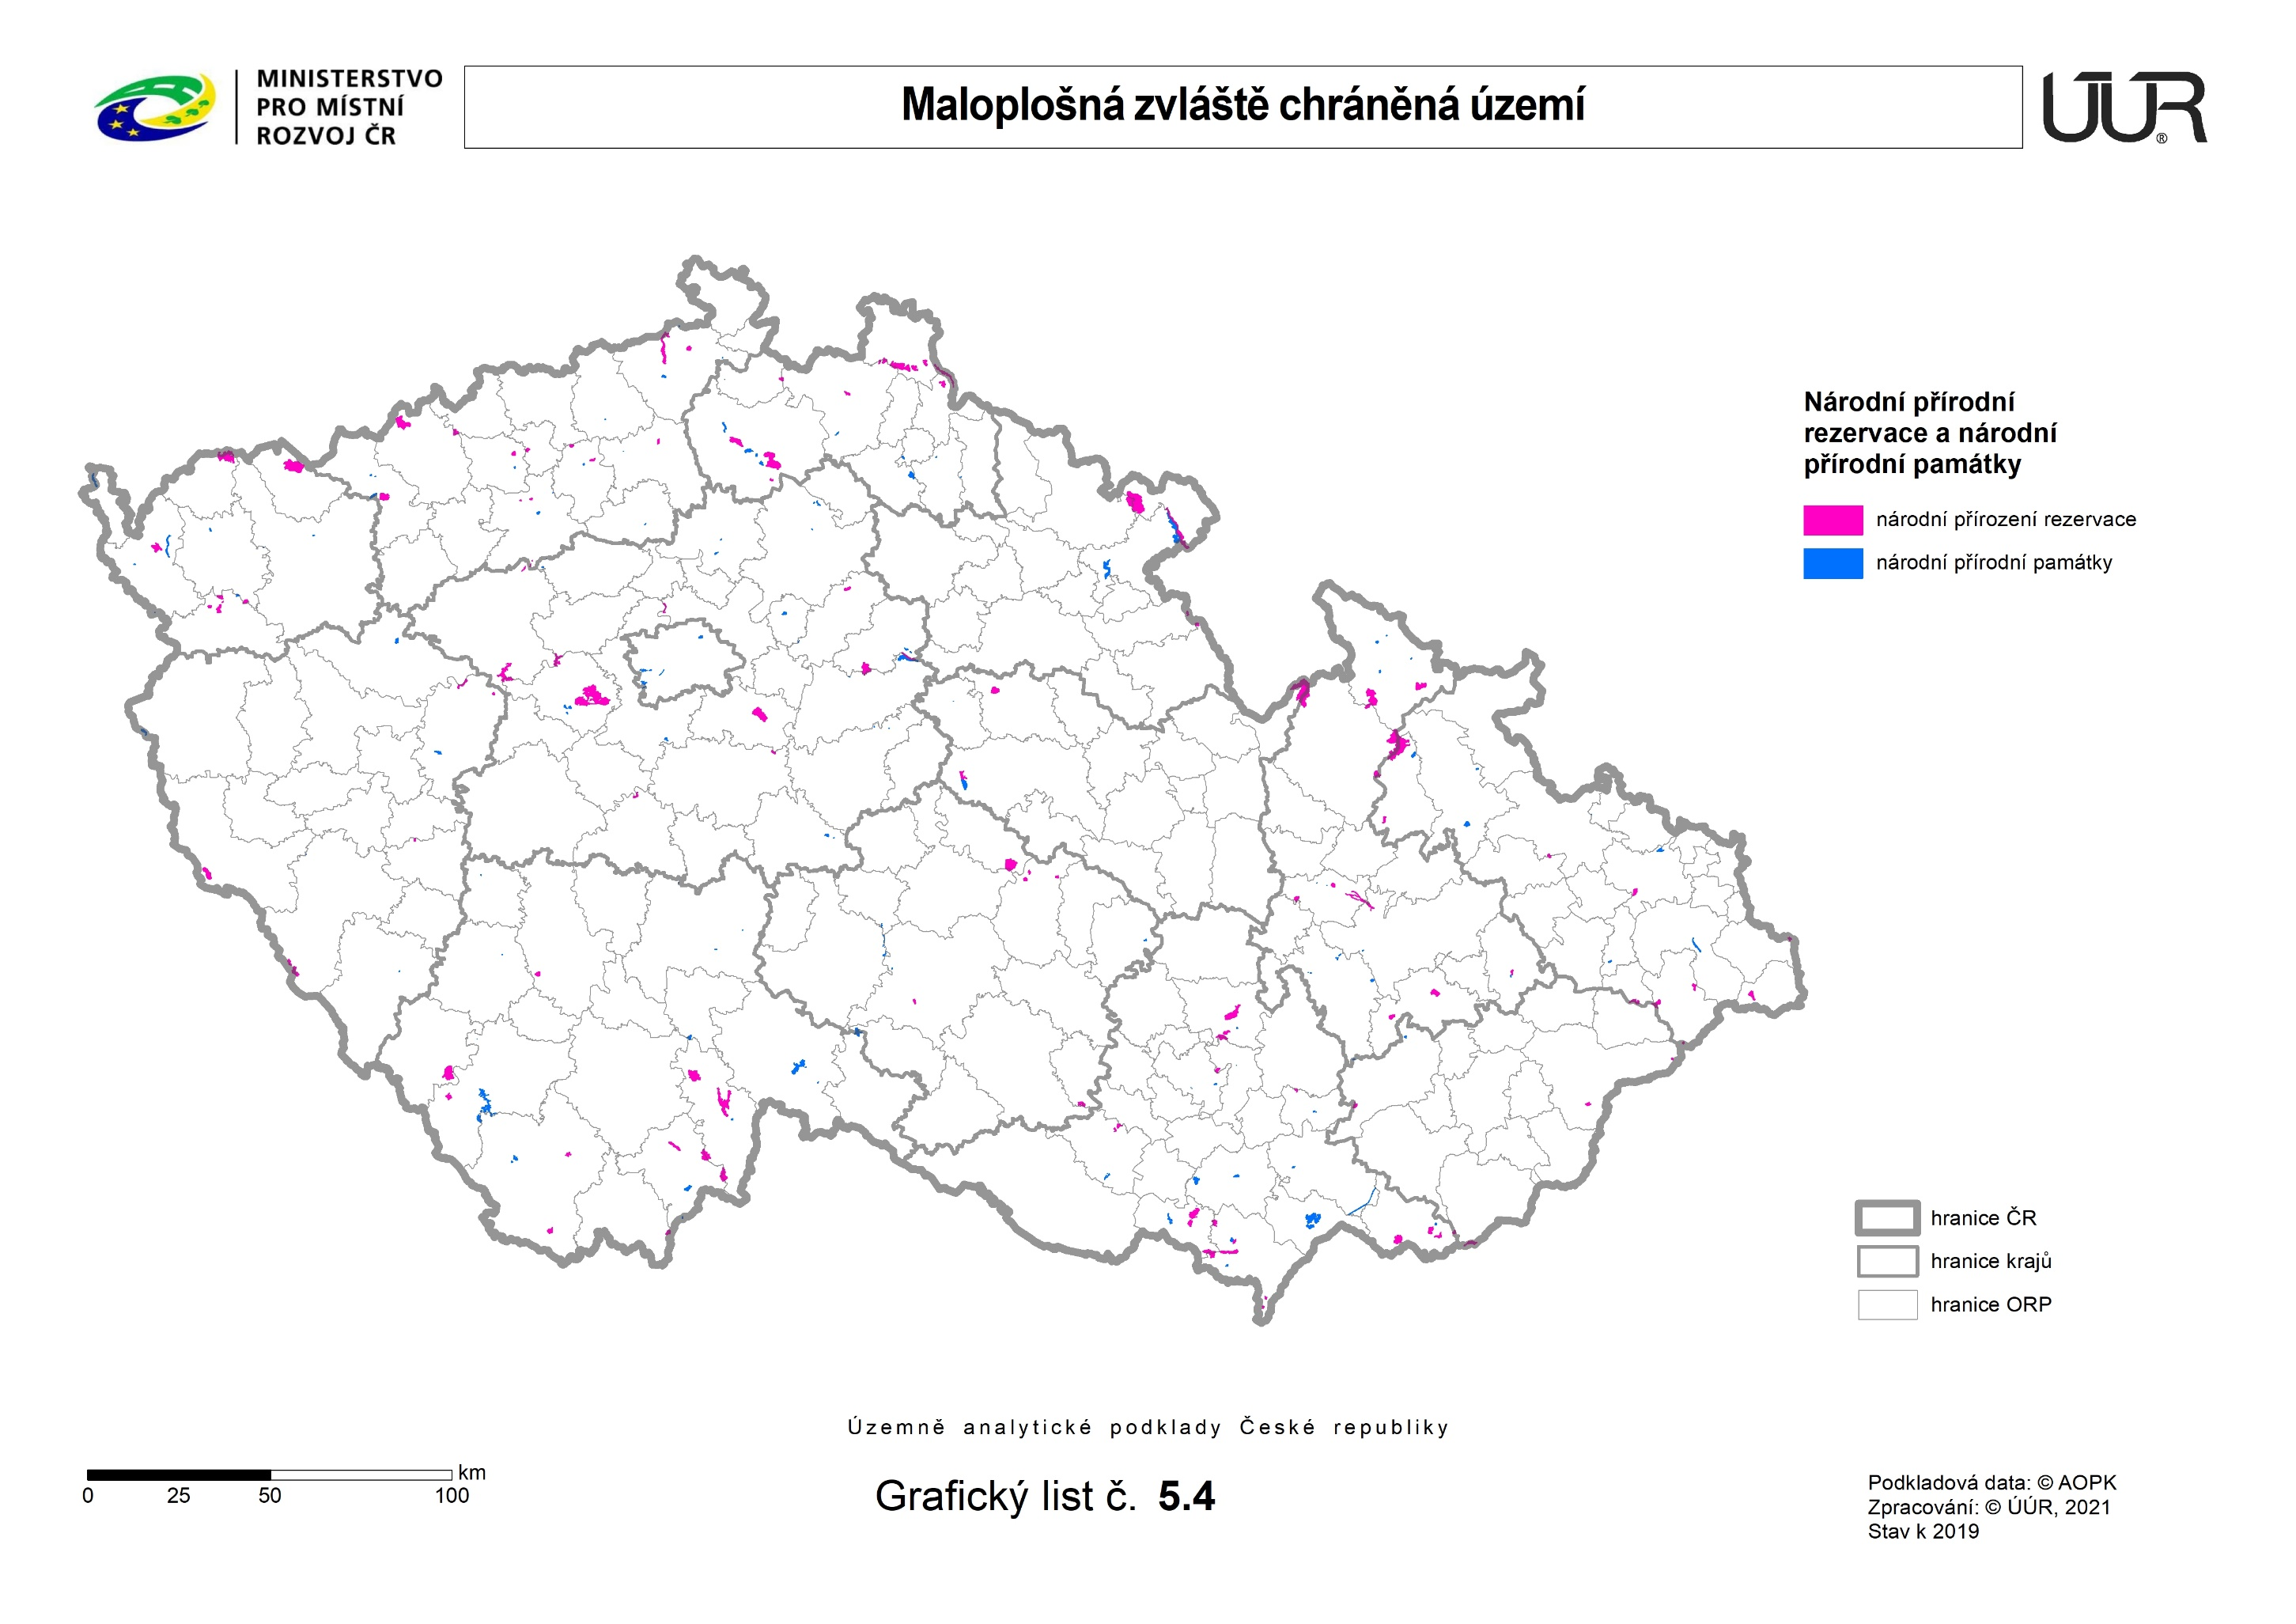 MINISTERSTVO
PRO MÍSTNÍ
ROZVOJ ČR
Maloplošná zvláště chráněná území
ÚÚR®
Národní přírodní
rezervace a národní
přírodní památky
národní přírození rezervace
národní přírodní památky
hranice ČR
hranice krajů
hranice ORP
Územně analytické podklady České republiky
Grafický list č. 5.4
km
0 25 50 100
Podkladová data: © AOPK
Zpracování: © ÚÚR, 2021
Stav k 2019